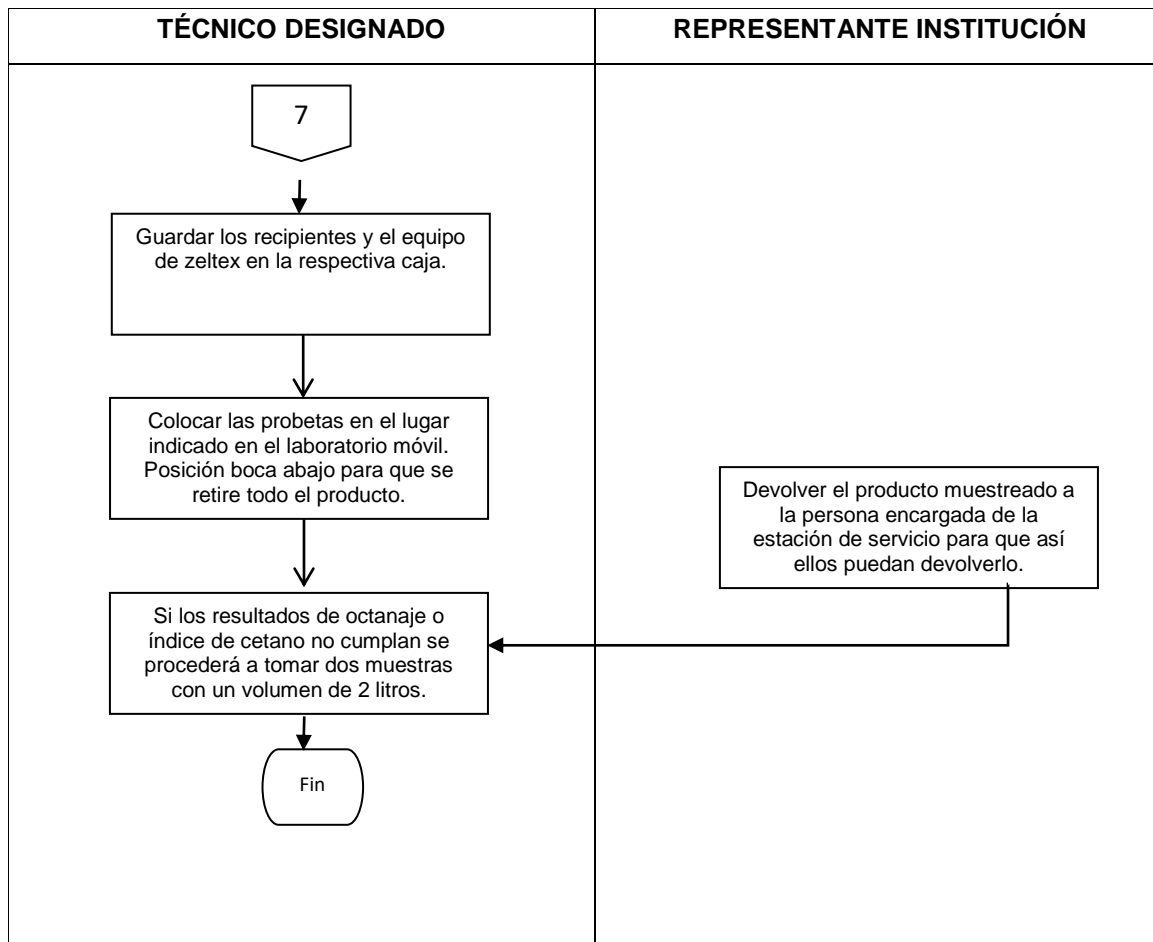 TÉCNICO DESIGNADO
REPRESENTANTE INSTITUCIÓN
7
Guardar los recipientes y el equipo
de zeltex en la respectiva caja.
Colocar las probetas en el lugar
indicado en el laboratorio móvil.
Posición boca abajo para que se
retire todo el producto.
Devolver el producto muestreado a
la persona encargada de la
estación de servicio para que así
ellos puedan devolverlo.
Si los resultados de octanaje o
índice de cetano no cumplan se
procederá a tomar dos muestras
con un volumen de 2 litros.
Fin